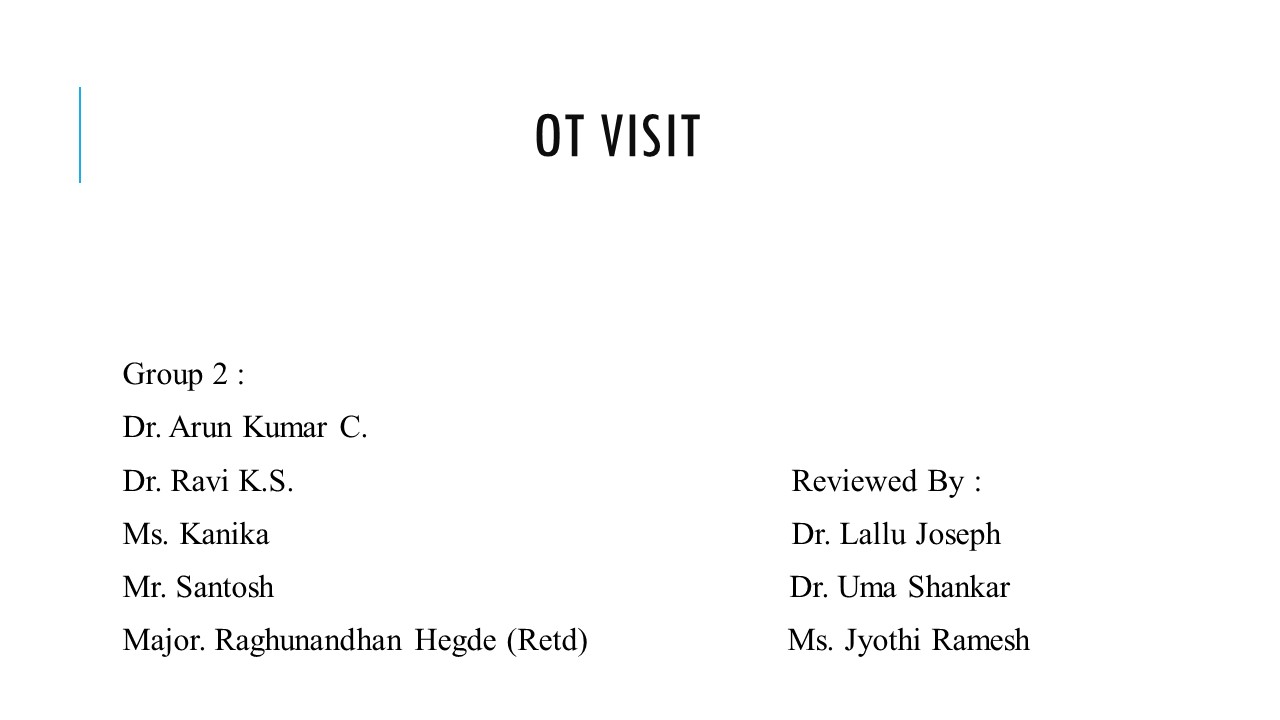 OT VISIT
Group 2 :
Dr. Arun Kumar C.
Dr. Ravi K.S.
Ms. Kanika
Mr. Santosh
Major. Raghunandhan Hegde (Retd)
Reviewed By :
Dr. Lallu Joseph
Dr. Uma Shankar
Ms. Jyothi Ramesh